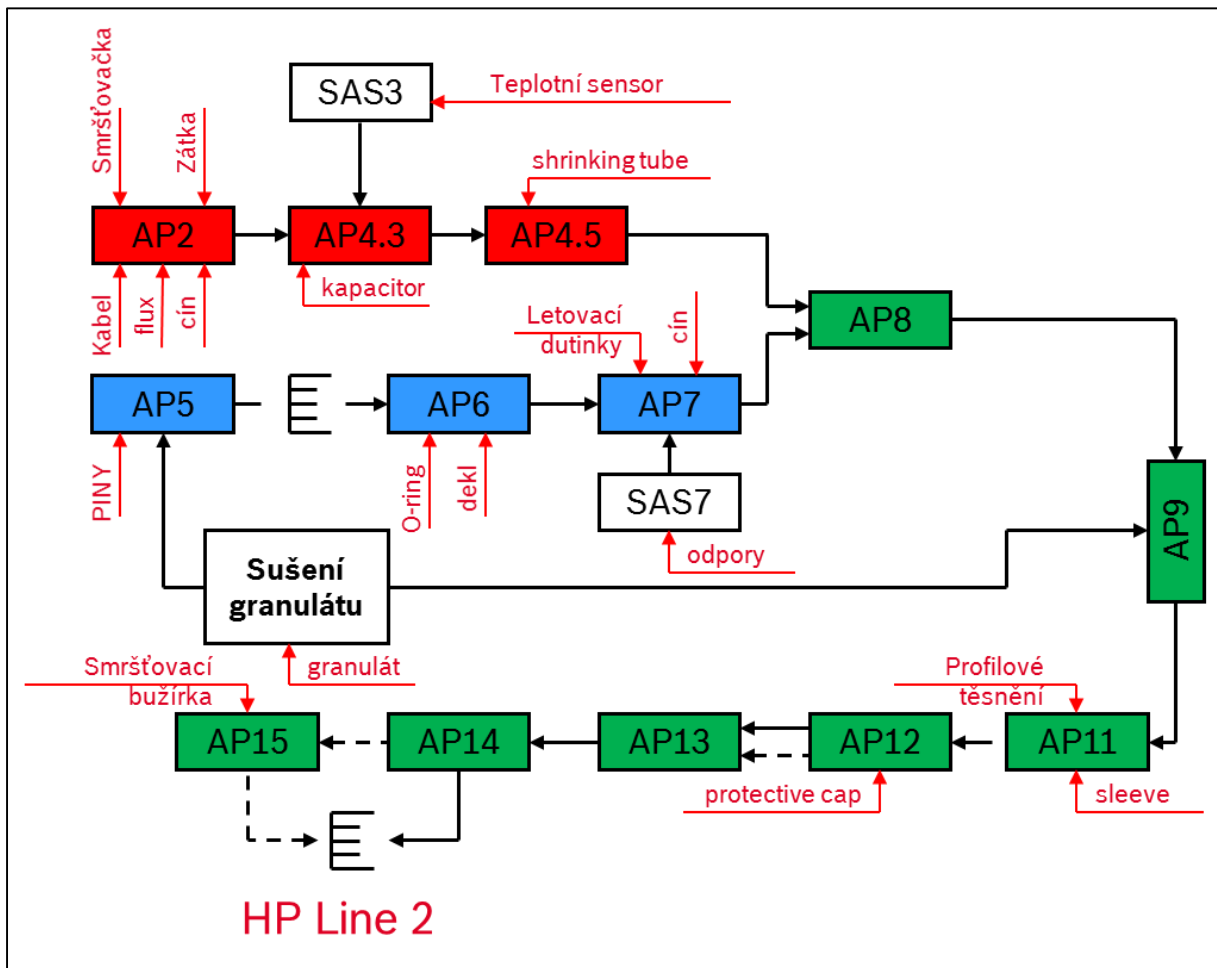 SAS3
Teplotní sensor
Smršťovačka
Zátka
shrinking tube
AP2
AP4.3
AP4.5
Kabel
flux
cín
kapacitor
Letovací
dutinky
cín
AP8
AP5
AP6
AP7
PINY
O-ring
dekl
SAS7
odpory
AP9
Sušení
granulátu
granulát
Smršťovací
bužírka
Profilové
těsnění
AP15
AP14
AP13
AP12
AP11
protective cap
sleeve
HP Line 2